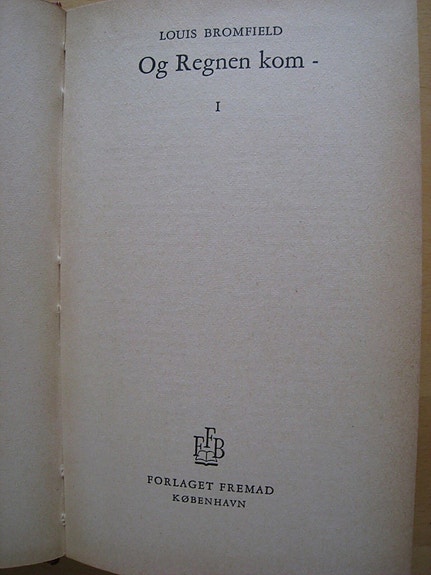 LOUIS BROMFIELD
Og Regnen kom -
I
FFB
FORLAGET FREMAD
KØBENHAVN